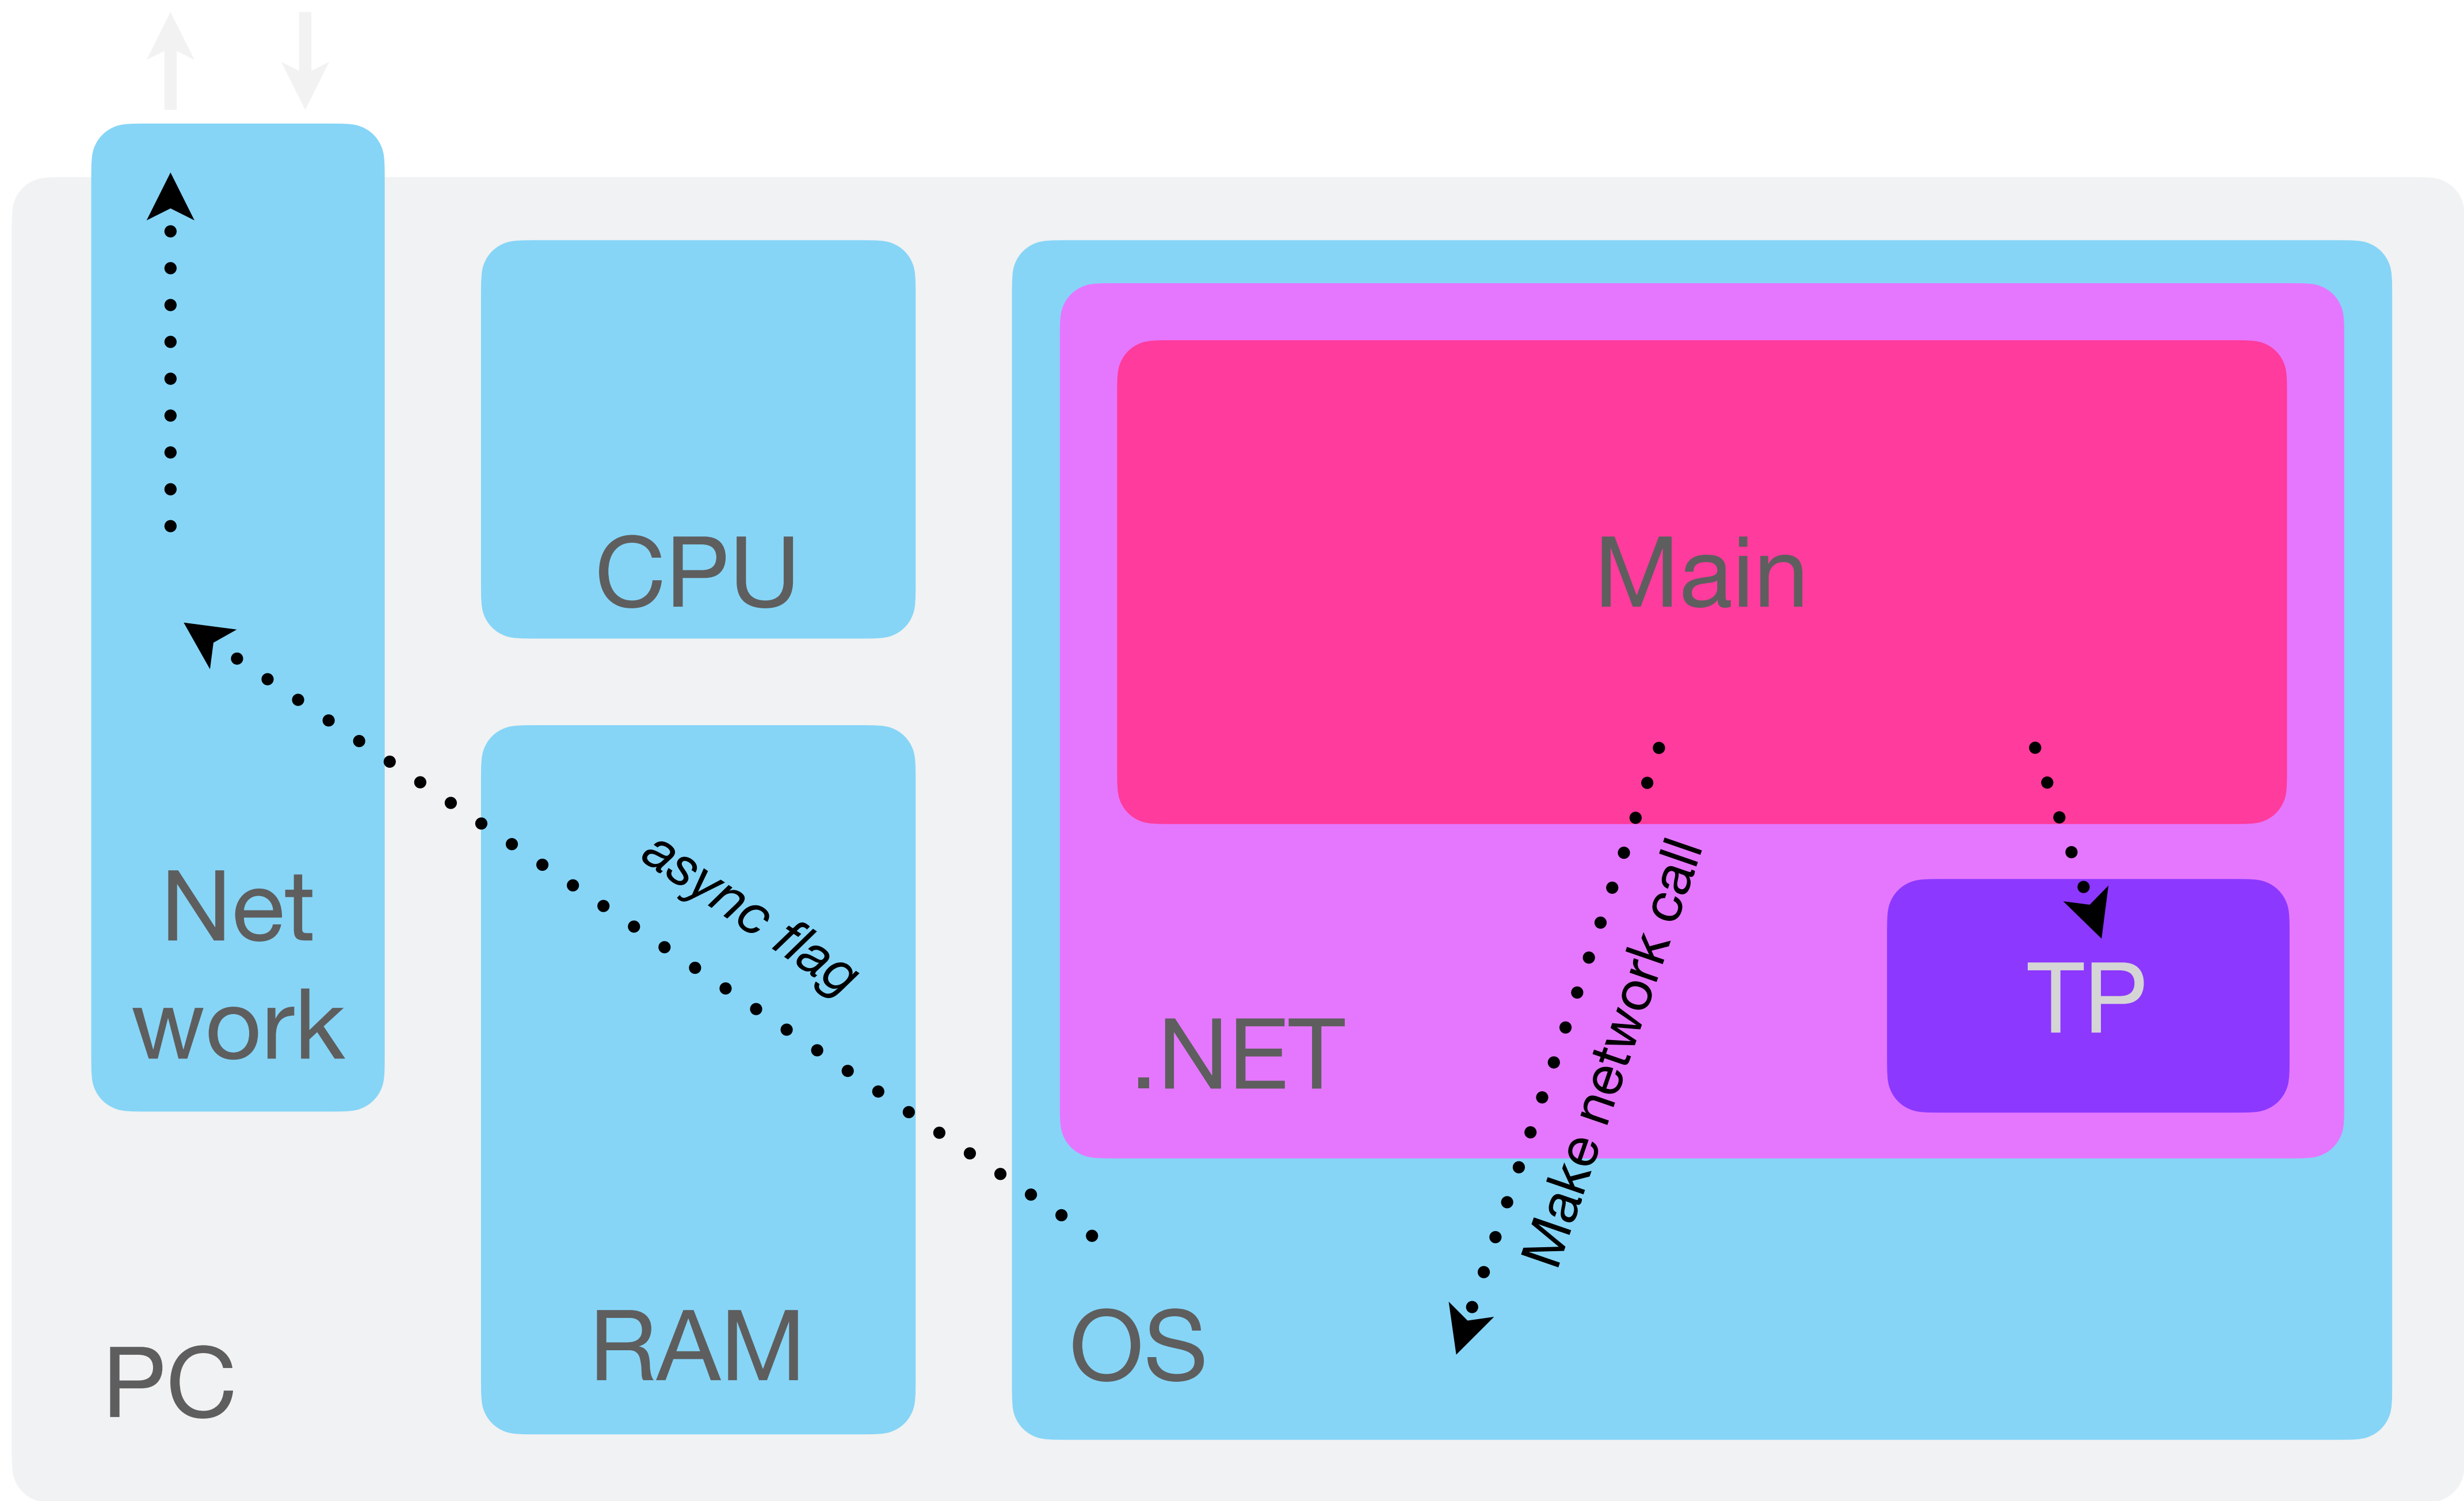 CPU
Main
async flag
Make network call
Net
work
TP
.NET
RAM
OS
PC